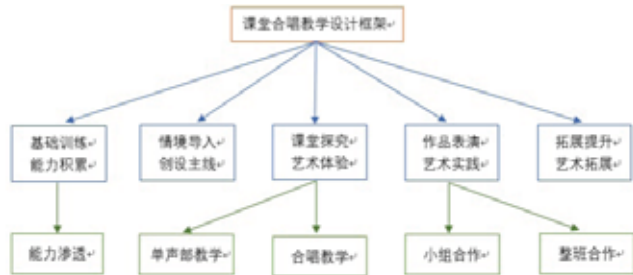 课堂合唱教学设计框架
基础训练
能力积累
情境导入
创设主线
课堂探究
艺术体验
作品表演
艺术实践
拓展提升
艺术拓展
能力渗透
单声部教学
合唱教学
小组合作
整班合作